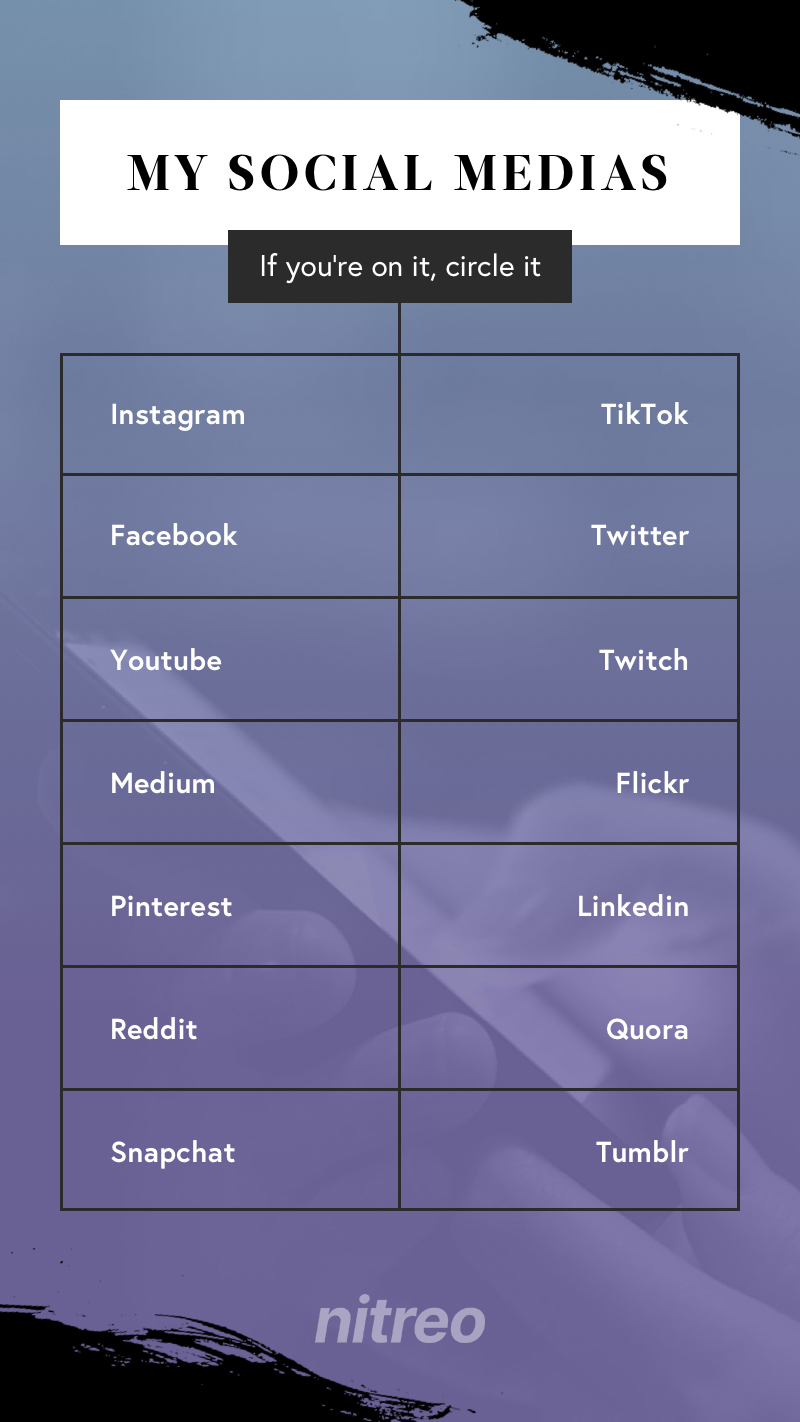 MY SOCIAL MEDIAS
If you're on it, circle it
Instagram
TikTok
Facebook
Twitter
Youtube
Twitch
Medium
Flickr
Pinterest
Linkedin
Reddit
Quora
Snapchat
Tumblr
nitreo